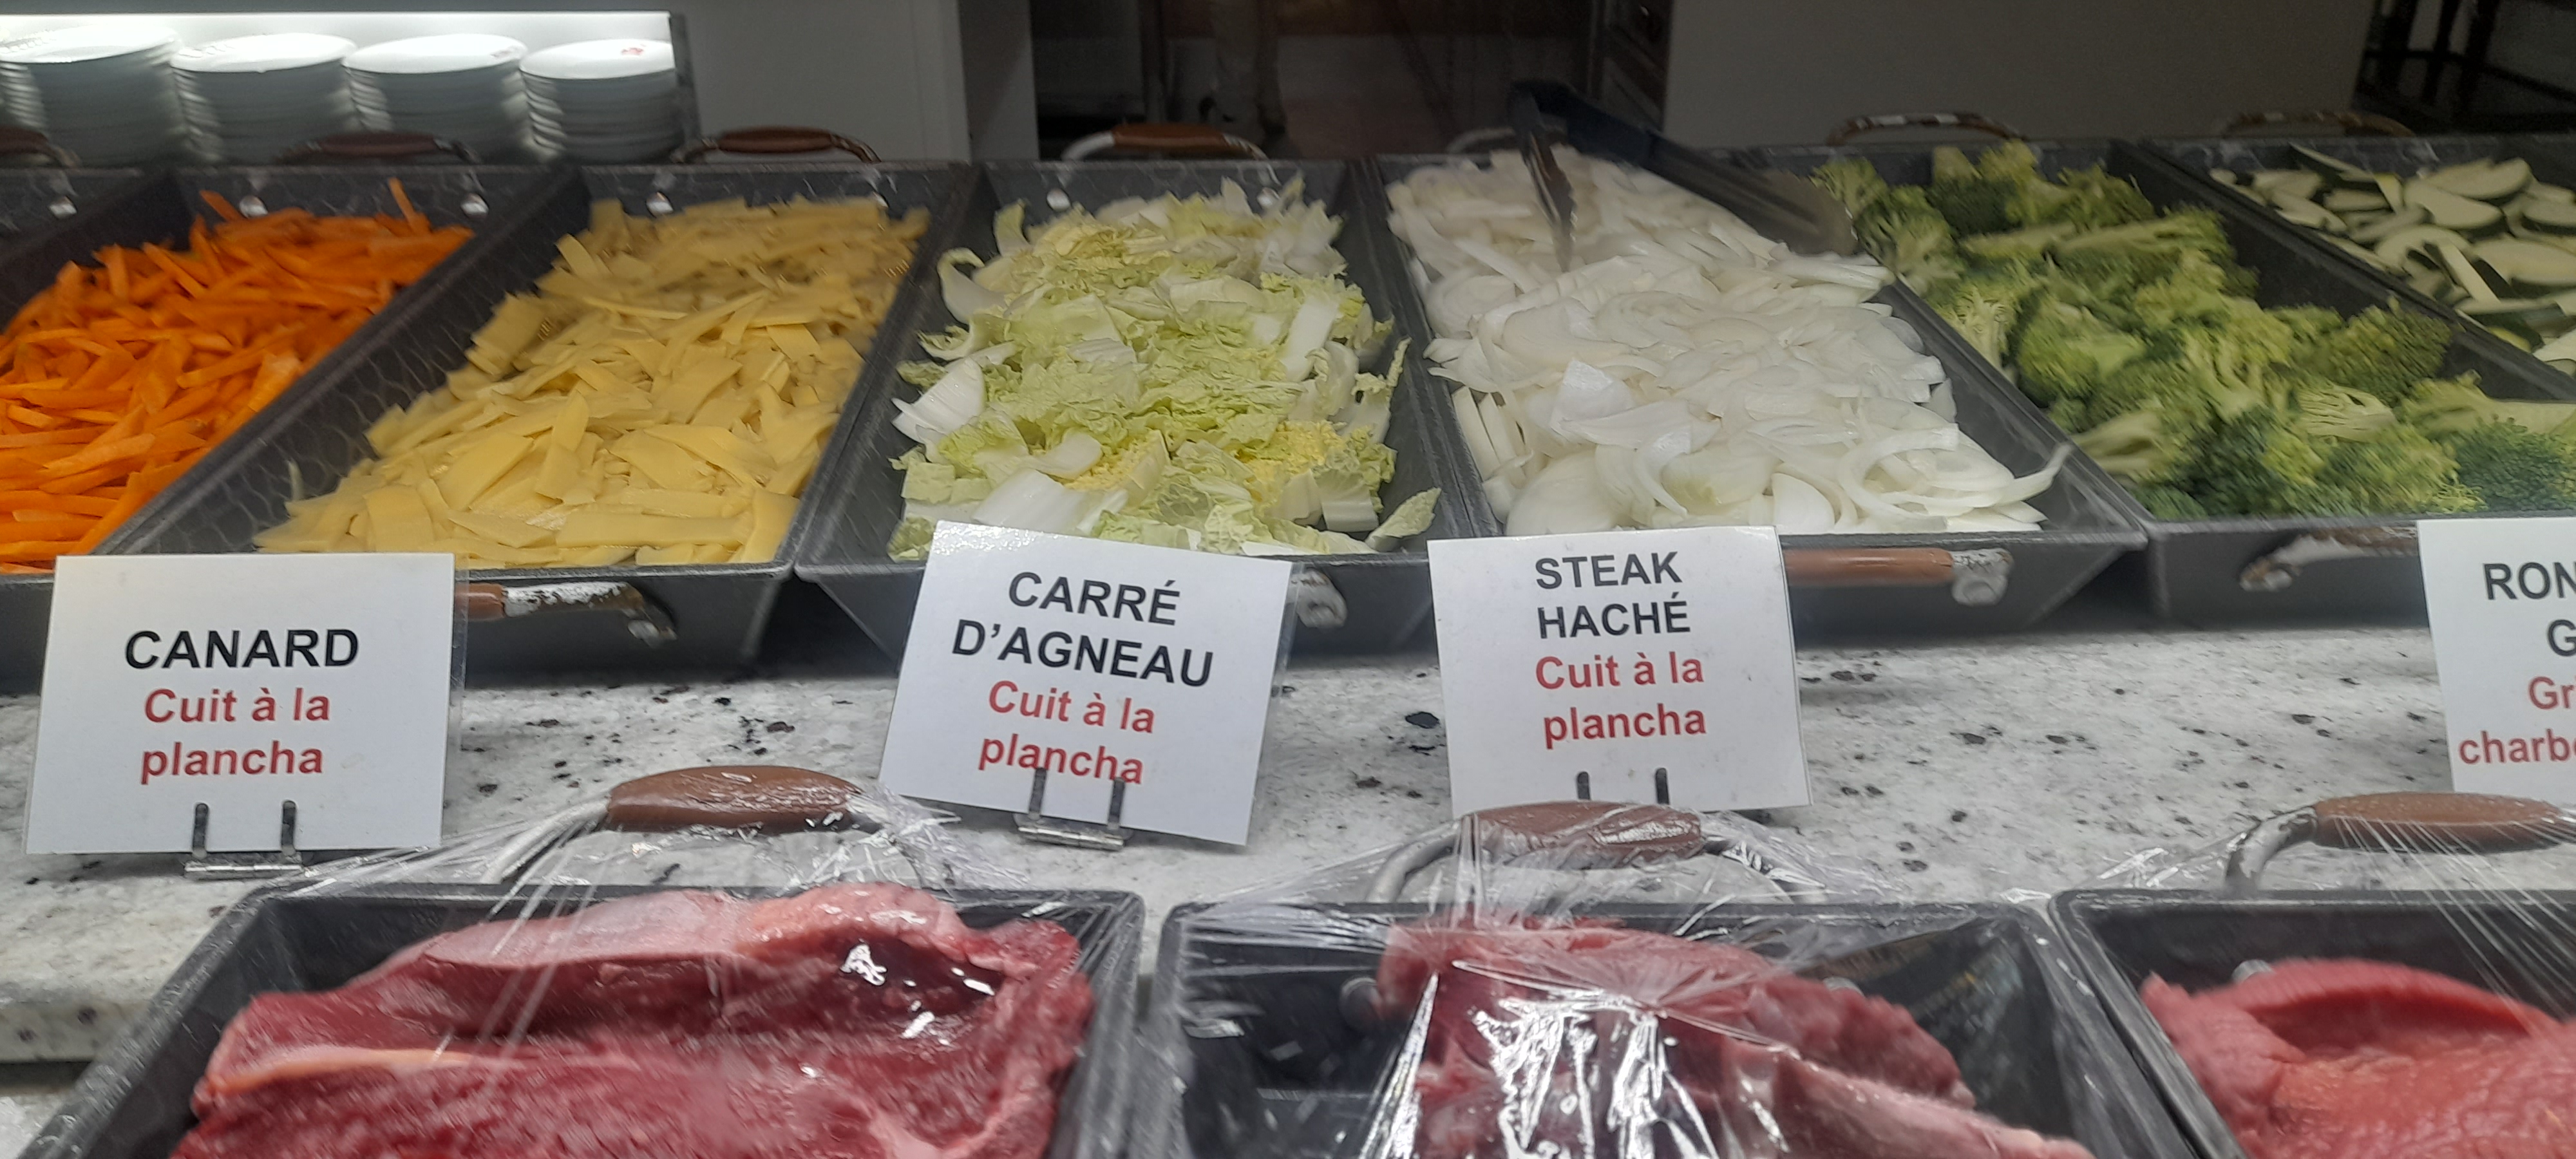 CANARD
Cuit à la
plancha
CARRÉ
D’AGNEAU
Cuit à la
plancha
STEAK
HACHÉ
Cuit à la
plancha